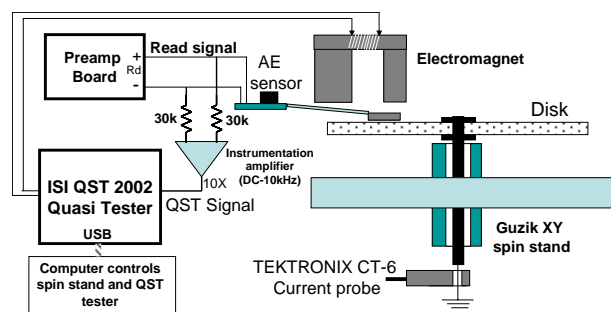 Preamp
Board
Read signal
+
Rd
-
AE
sensor
Electromagnet
Disk
30k
30k
Instrumentation
amplifier
(DC-10kHz)
10X
QST Signal
ISI QST 2002
Quasi Tester
USB
Computer controls
spin stand and QST
tester
Guzik XY
spin stand
TEKTRONIX CT-6
Current probe